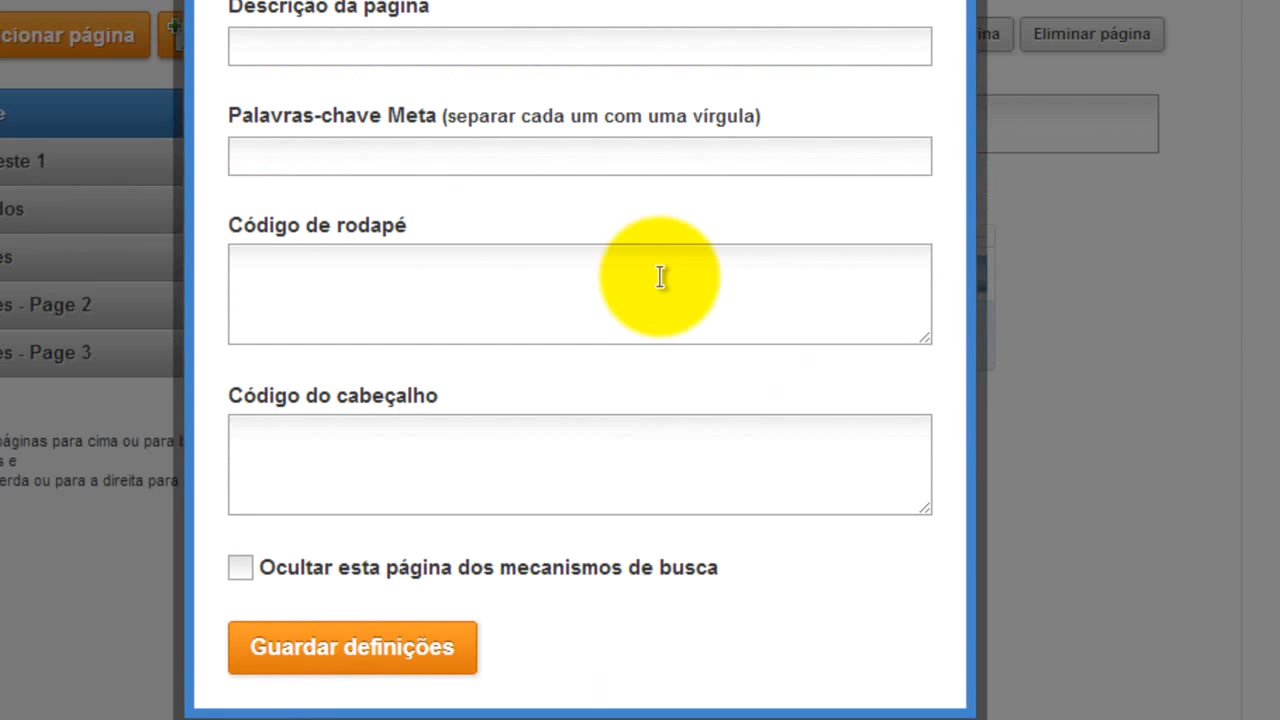 Descrição da página
cionar página
ina
Eliminar página
Palavras-chave Meta (separar cada um com uma vírgula)
e
este 1
dos
es
es - Page 2
es - Page 3
Código de rodapé
Código do cabeçalho
páginas para cima ou para b
s e
erda ou para a direita para
Ocultar esta página dos mecanismos de busca
Guardar definições